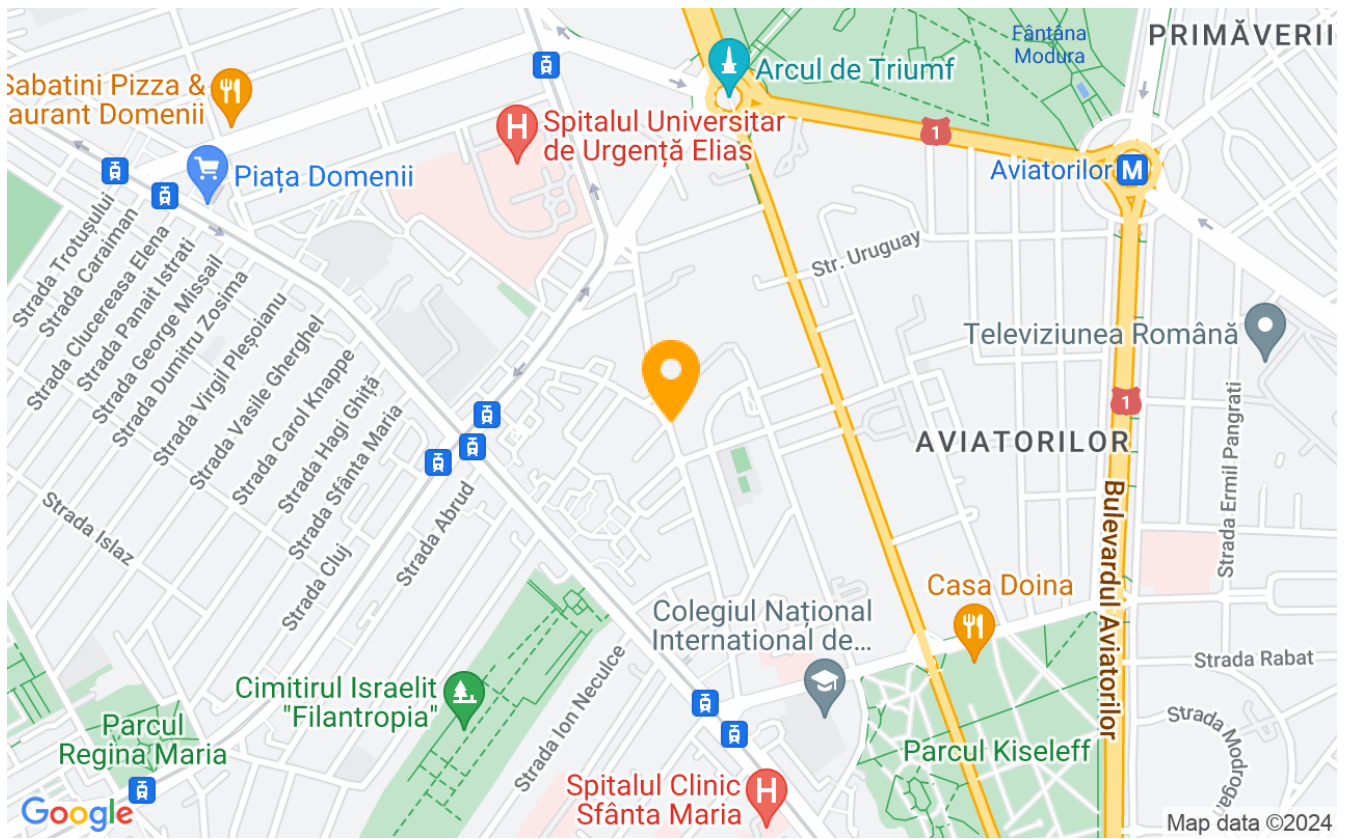 PRIMĂVERII
Fântâna
Modura
Arcul de Triumf
Sabatini Pizza &
aurant Domenii
Spitalul Universitar
de Urgență Elias
1
Aviatorilor
M
Piața Domenii
Str. Uruguay
Strada Trotușului
Strada Caraiman
Strada Clucereasa Elena
Strada Panait Istrati
Strada George Missail
Strada Dumitru Zosima
Strada Virgil Pleșoianu
Strada Vasile Gherghel
Strada Carol Knappe
Strada Hagi Ghiță
Strada Sfânta Maria
Televiziunea Română
1
AVIATORILOR
Strada Ermil Pangrati
Bulevardul Aviatorilor
Strada Islaz
Strada Abrud
Strada Cluj
Casa Doina
Colegiul Național
International de...
Strada Rabat
Cimitirul Israelit
"Filantropia"
Strada Ion Neculce
Parcul
Regina Maria
Strada Modroga
Parcul Kiseleff
Spitalul Clinic
Sfânta Maria
H
H
Google
Map data ©2024